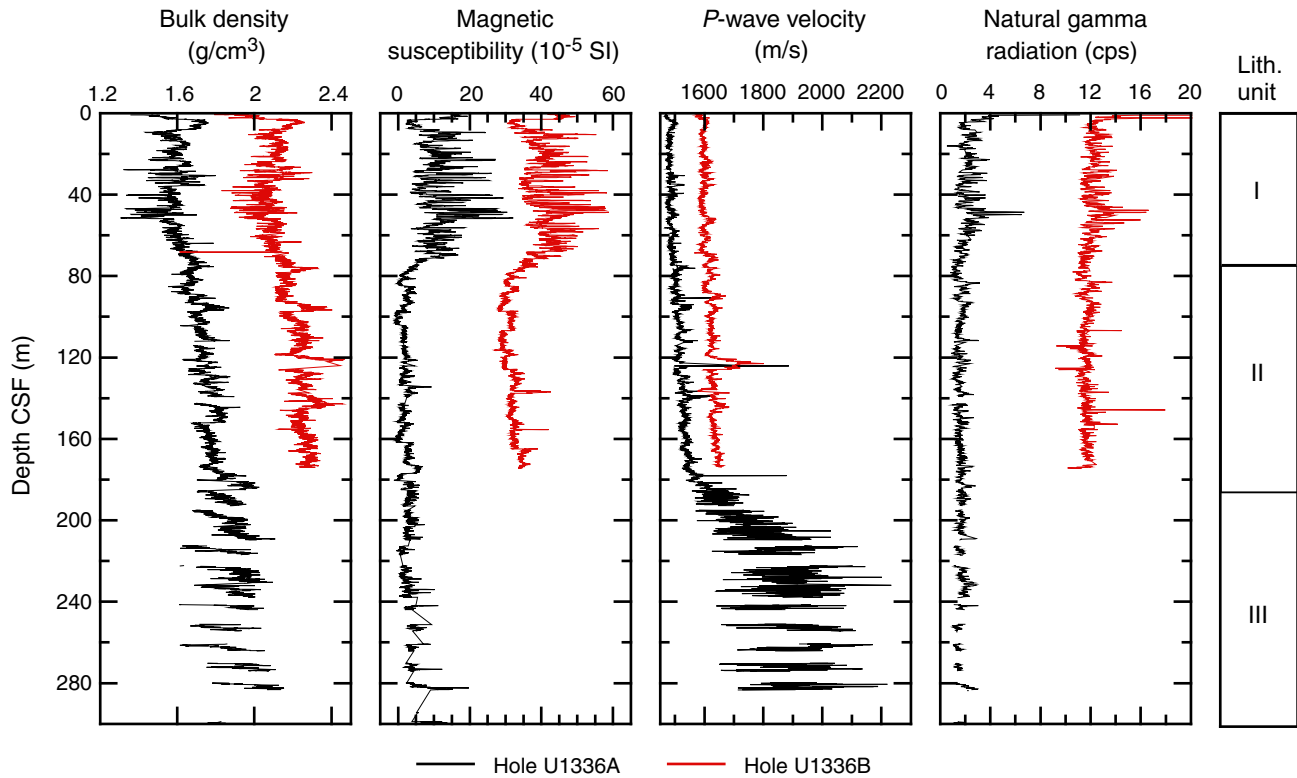 Bulk density
(g/cm³)
Magnetic
susceptibility (10⁻⁵ SI)
P-wave velocity
(m/s)
Natural gamma
radiation (cps)
Lith.
unit
1.2 1.6 2 2.4
0 20 40 60
1600 1800 2000 2200
0 4 8 12 16 20
0
40
80
120
160
200
240
280
Depth CSF (m)
I
II
III
Hole U1336A
Hole U1336B